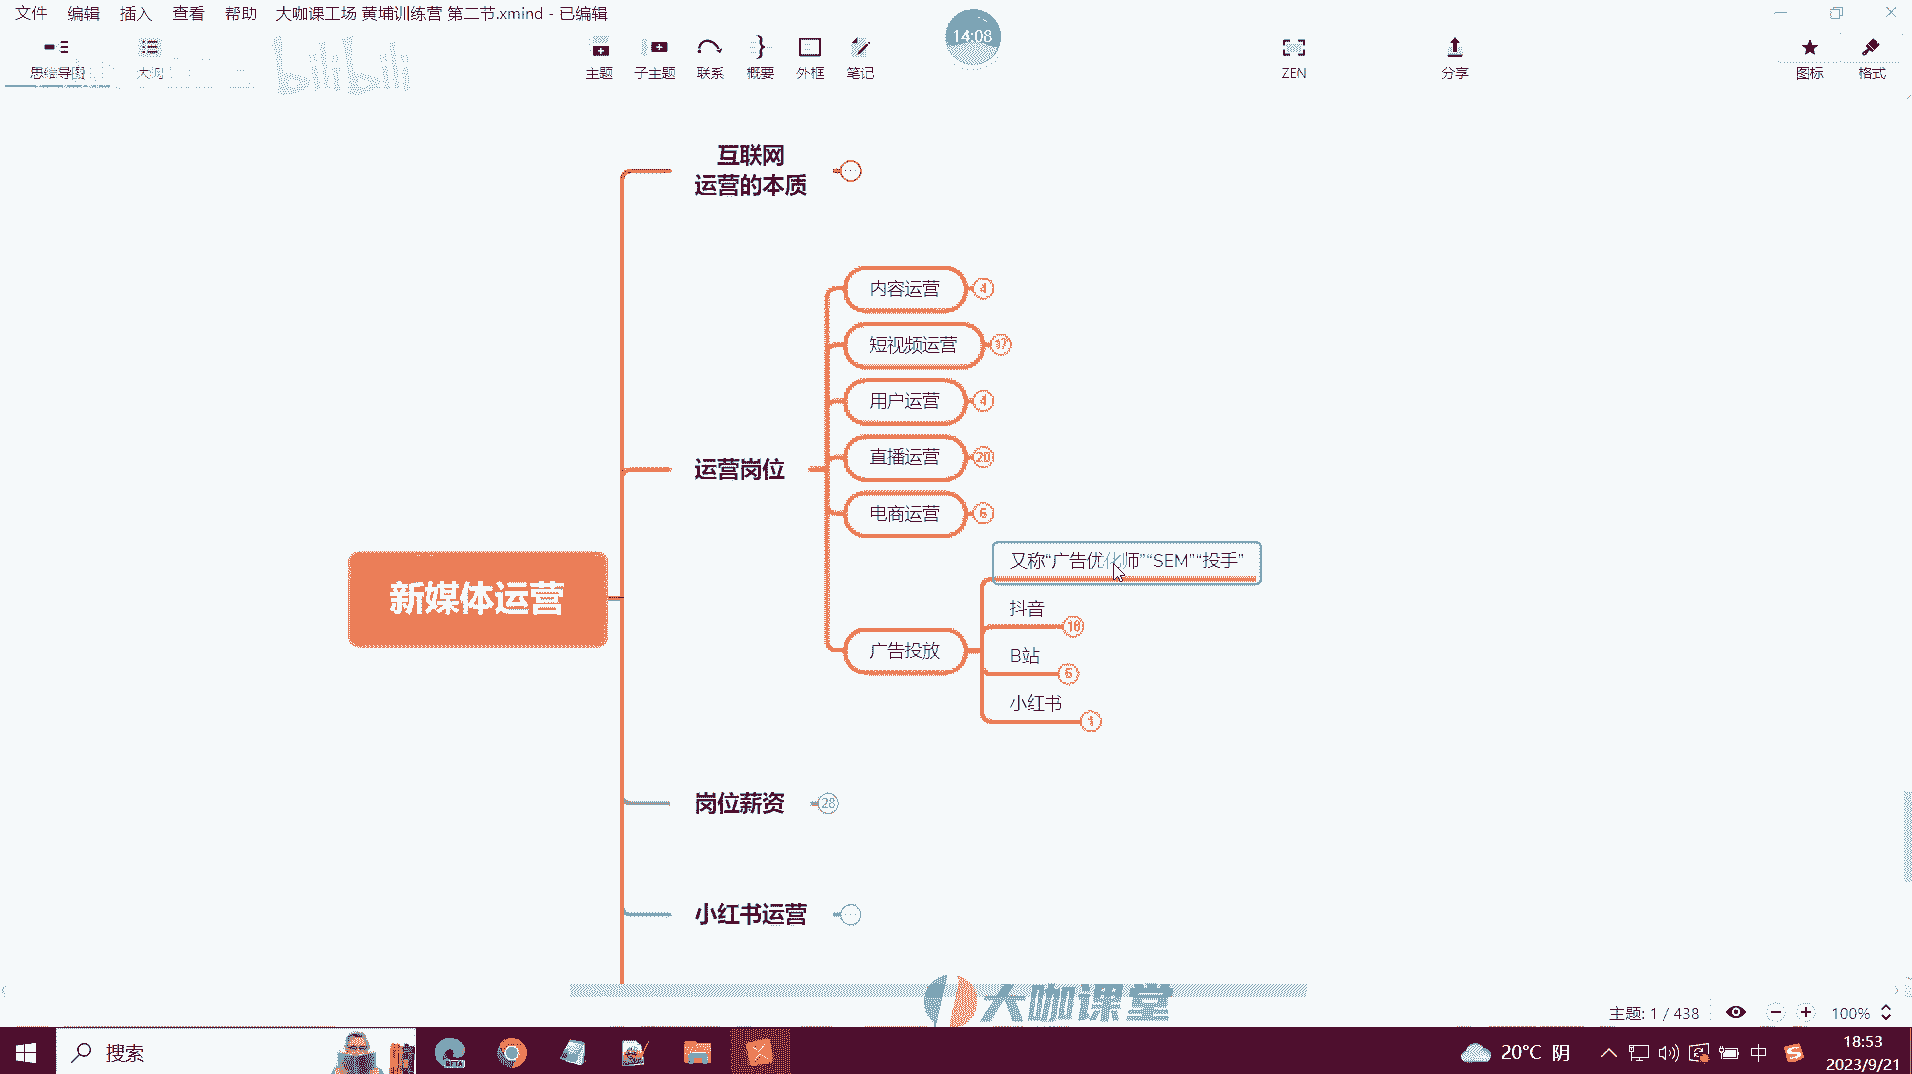 文件 编辑 插入 查看 帮助 大咖课工场 黄埔训练营 第二节.xmind - 已编辑
14:08
思维导图 大纲 主题 子主题 联系 概要 外框 笔记 ZEN 分享 图标 格式
bilibili
互联网
运营的本质
内容运营 4
短视频运营 17
用户运营 4
直播运营 20
运营岗位
电商运营 6
又称“广告优化师”“SEM”“投手”
抖音
B站
小红书 1
广告投放
新媒体运营
岗位薪资 28
小红书运营
大咖课堂
主题: 1 / 438 100%
搜索
20°C 阴
中
18:53
2023/9/21